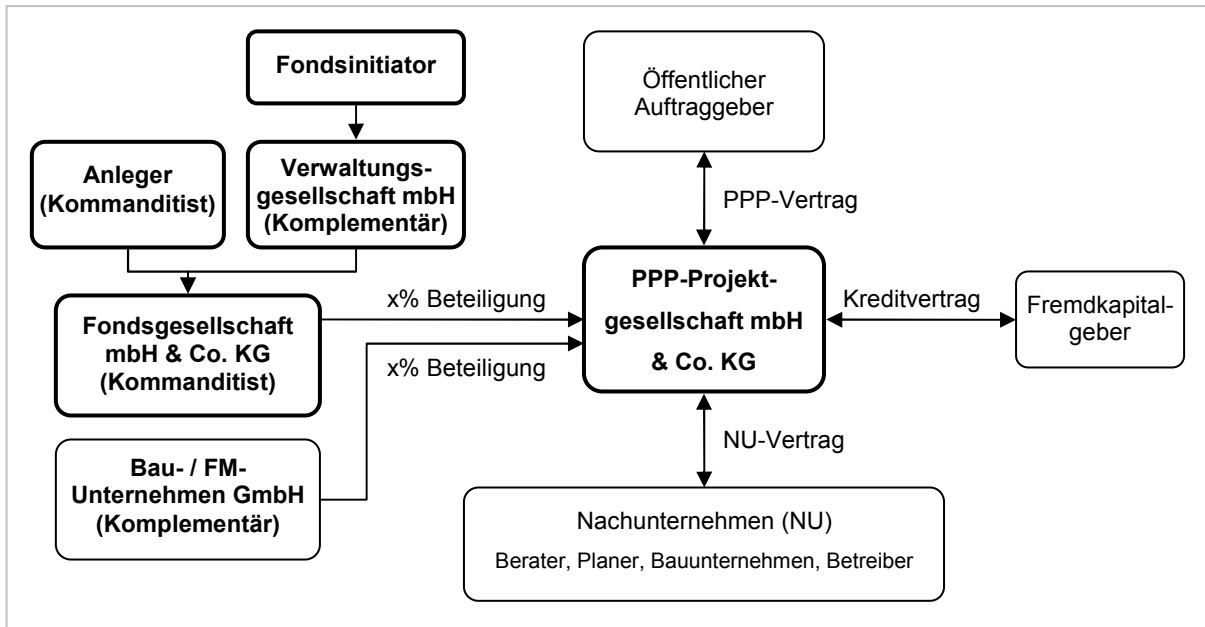 Fondsinitiator
Öffentlicher
Auftraggeber
Anleger
(Kommanditist)
Verwaltungs-
gesellschaft mbH
(Komplementär)
PPP-Vertrag
Fondsgesellschaft
mbH & Co. KG
(Kommanditist)
x% Beteiligung
x% Beteiligung
PPP-Projekt-
gesellschaft mbH
& Co. KG
Kreditvertrag
Fremdkapital-
geber
NU-Vertrag
Bau- / FM-
Unternehmen GmbH
(Komplementär)
Nachunternehmen (NU)
Berater, Planer, Bauunternehmen, Betreiber